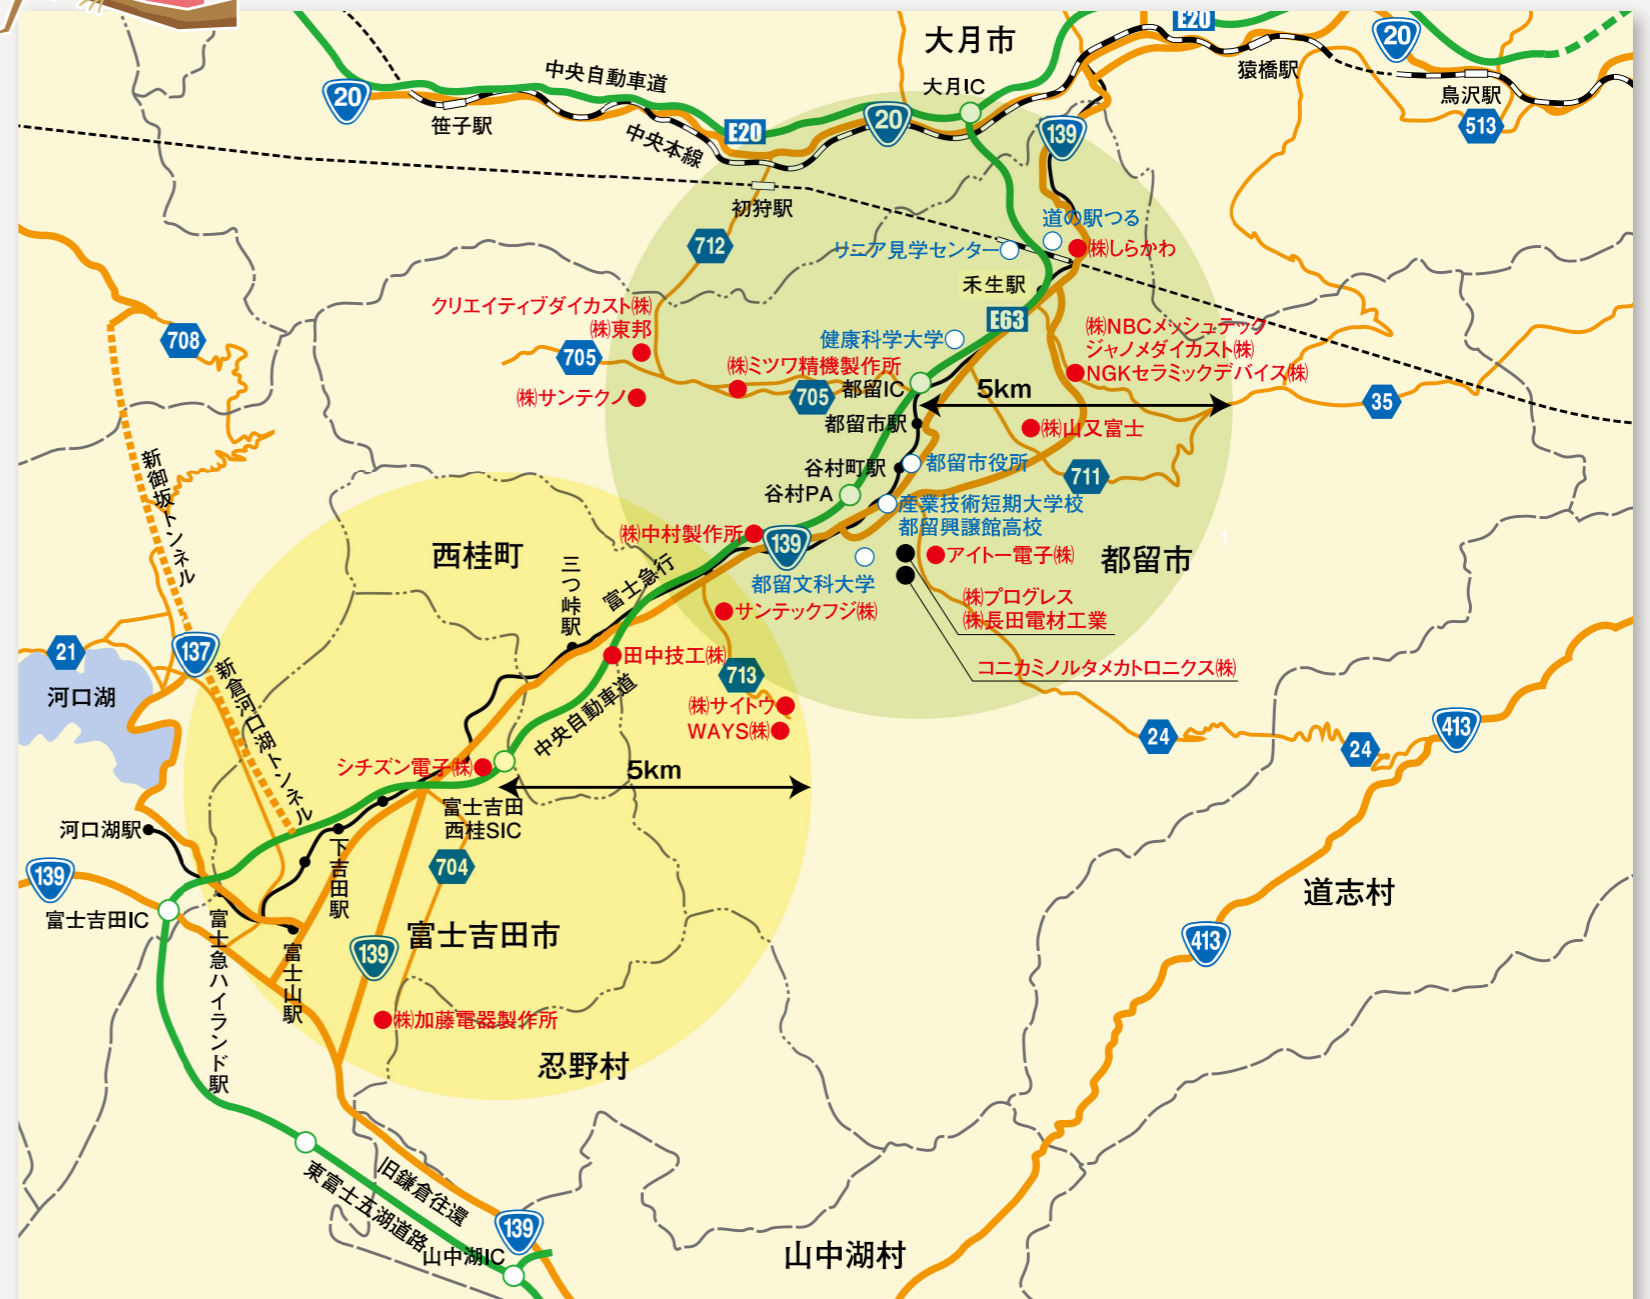 E20
20
大月市
大月IC
中央自動車道
20
笹子駅
中央本線
E20
20
139
猿橋駅
鳥沢駅
513
初狩駅
712
道の駅つる
リニア見学センター
㈱しらかわ
禾生駅
E63
クリエイティブダイカスト㈱
㈱東邦
705
708
健康科学大学
㈱NBCメッシュテック
ジャノメダイカスト㈱
NGKセラミックデバイス㈱
㈱ミツワ精機製作所
㈱サンテクノ
705
都留IC
5km
35
都留市駅
㈱山又富士
谷村町駅
都留市役所
711
谷村PA
産業技術短期大学校
都留興譲館高校
新御坂トンネル
㈱中村製作所
139
西桂町
アイトー電子㈱
都留市
1
三つ峠駅
富士急行
都留文科大学
㈱プログレス
㈱長田電材工業
サンテックフジ㈱
21
137
河口湖
新倉河口湖トンネル
田中技工㈱
713
コニカミノルタメカトロニクス㈱
㈱サイトウ
WAYS㈱
中央自動車道
24
24
413
シチズン電子㈱
5km
富士吉田
西桂SIC
河口湖駅
下吉田駅
704
139
富士吉田IC
富士急ハイランド駅
富士山駅
139
富士吉田市
道志村
413
㈱加藤電器製作所
忍野村
旧鎌倉往還
東富士五湖道路
139
山中湖IC
山中湖村